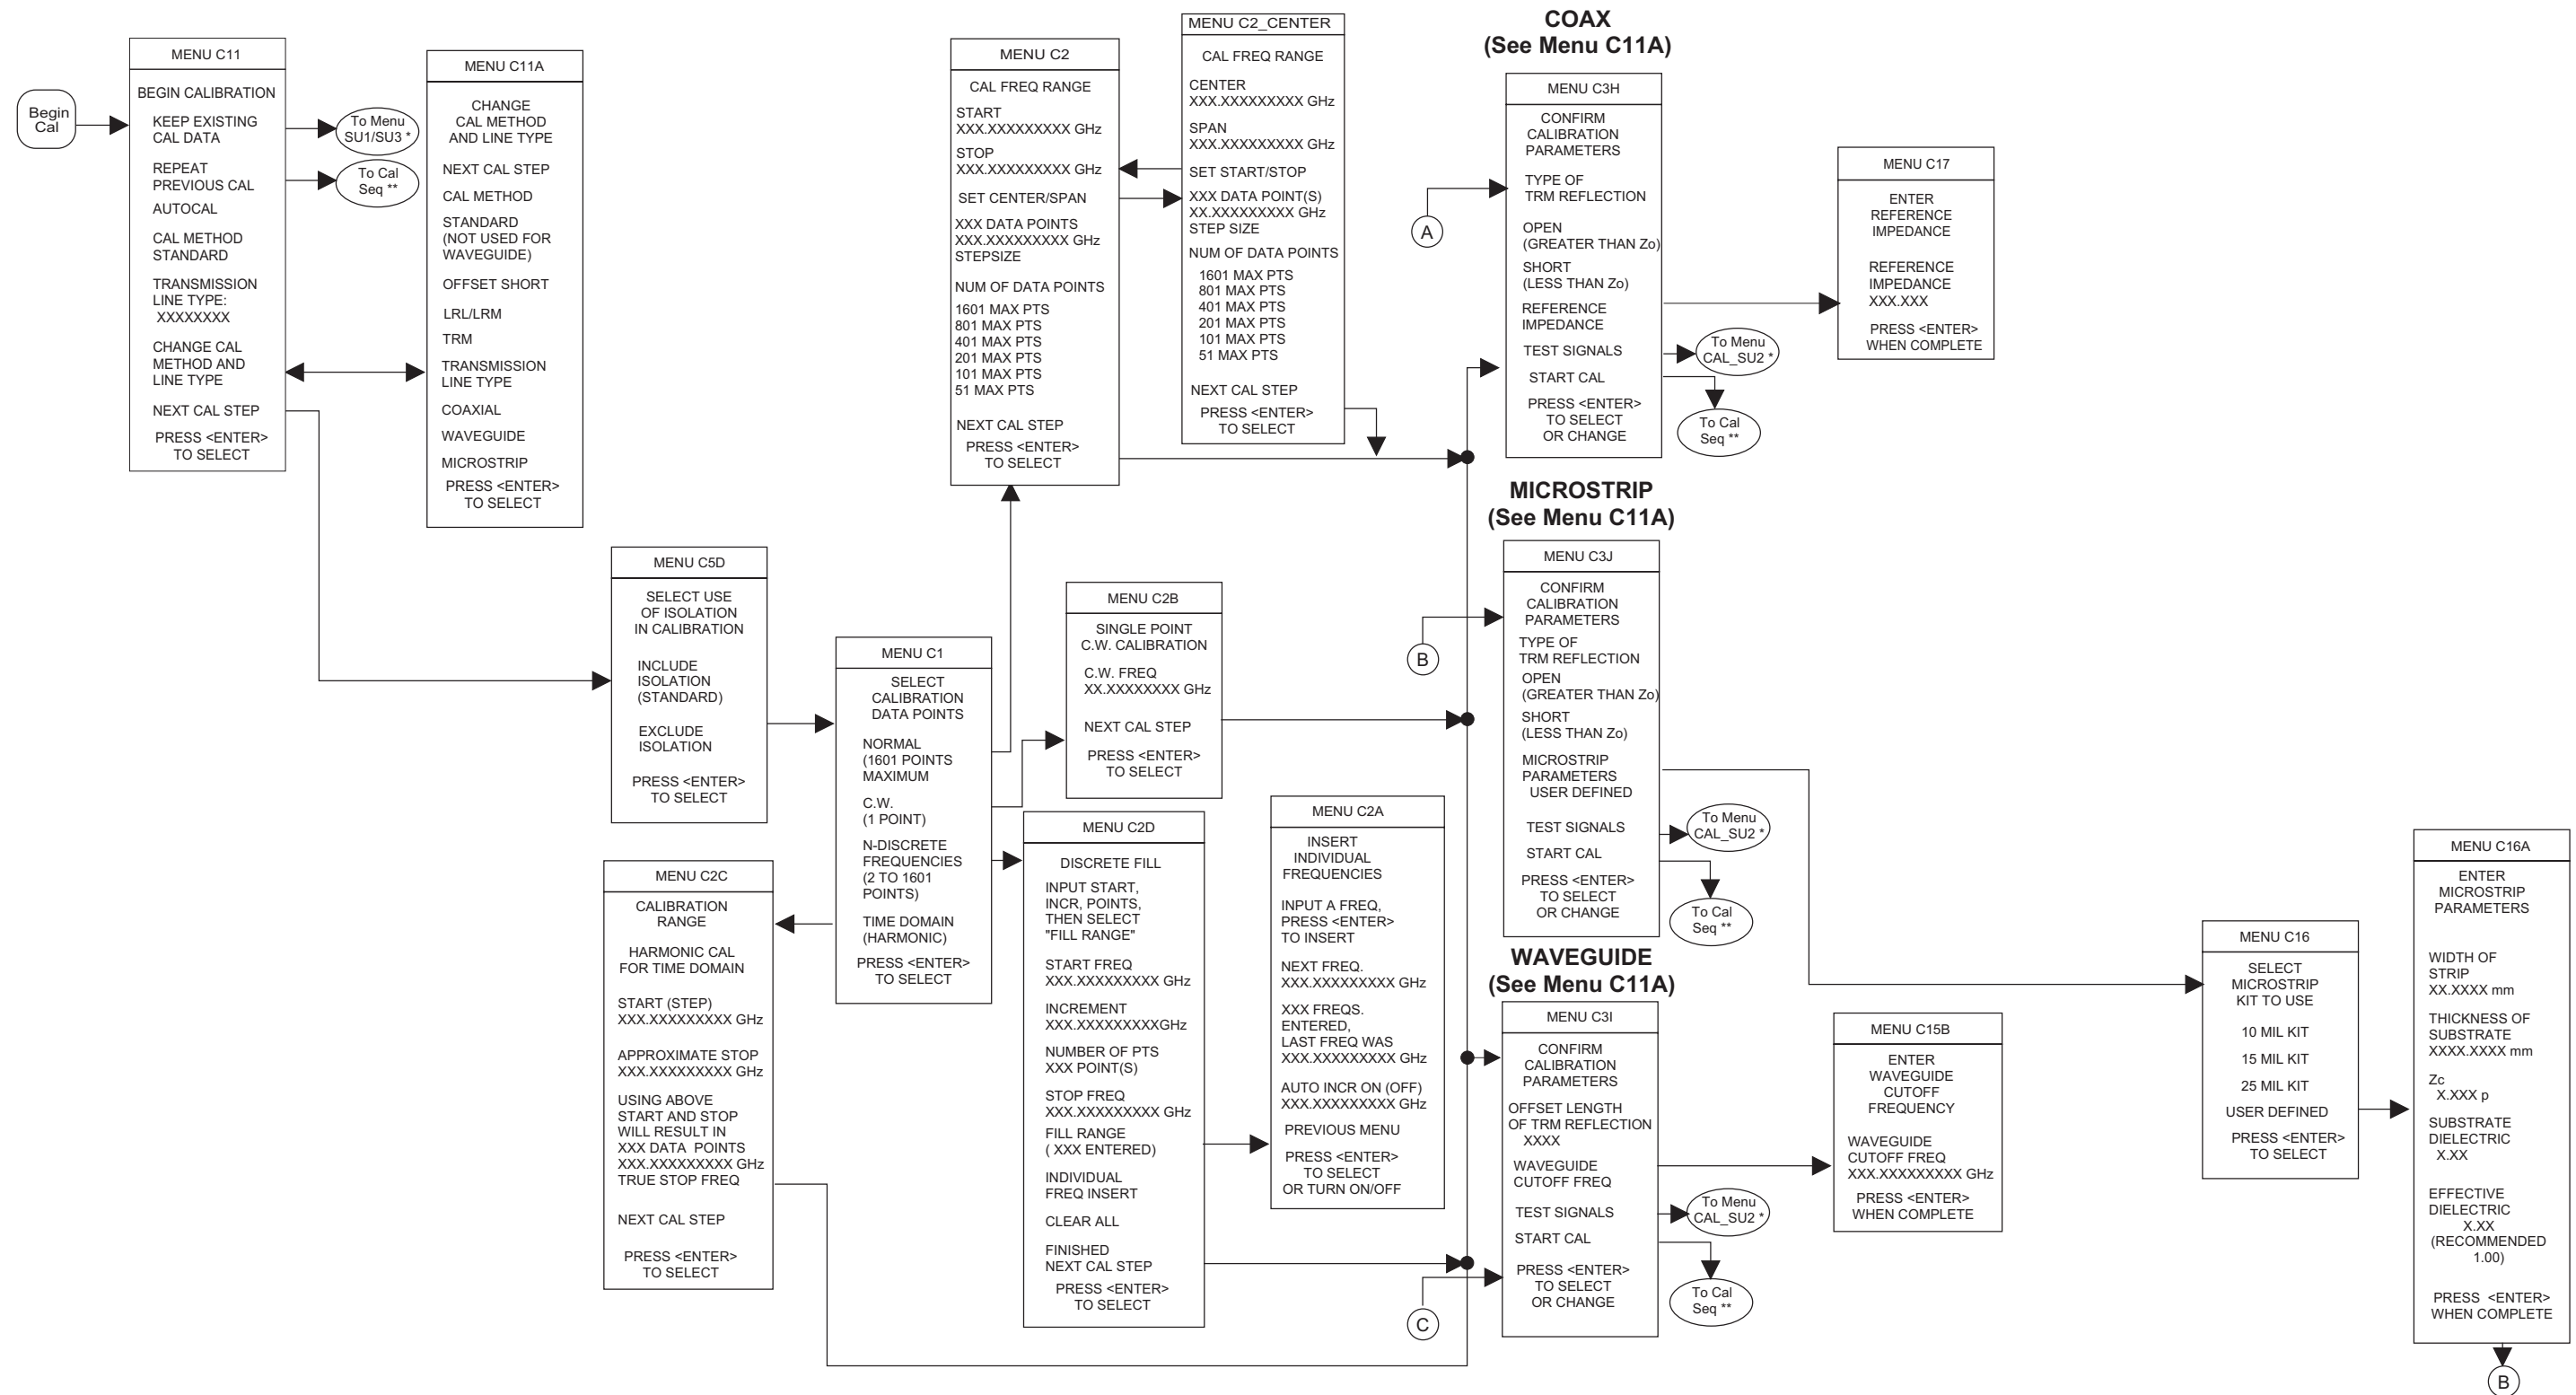 Begin
Cal
MENU C11
BEGIN CALIBRATION
KEEP EXISTING
CAL DATA
REPEAT
PREVIOUS CAL
AUTOCAL
CAL METHOD
STANDARD
TRANSMISSION
LINE TYPE:
XXXXXXXX
CHANGE CAL
METHOD AND
LINE TYPE
NEXT CAL STEP
PRESS <ENTER>
TO SELECT
To Menu
SU1/SU3 *
To Cal
Seq **
MENU C11A
CHANGE
CAL METHOD
AND LINE TYPE
NEXT CAL STEP
CAL METHOD
STANDARD
(NOT USED FOR
WAVEGUIDE)
OFFSET SHORT
LRL/LRM
TRM
TRANSMISSION
LINE TYPE
COAXIAL
WAVEGUIDE
MICROSTRIP
PRESS <ENTER>
TO SELECT
MENU C5D
SELECT USE
OF ISOLATION
IN CALIBRATION
INCLUDE
ISOLATION
(STANDARD)
EXCLUDE
ISOLATION
PRESS <ENTER>
TO SELECT
MENU C1
SELECT
CALIBRATION
DATA POINTS
NORMAL
(1601 POINTS
MAXIMUM
C.W.
(1 POINT)
N-DISCRETE
FREQUENCIES
(2 TO 1601
POINTS)
TIME DOMAIN
(HARMONIC)
PRESS <ENTER>
TO SELECT
MENU C2C
CALIBRATION
RANGE
HARMONIC CAL
FOR TIME DOMAIN
START (STEP)
XXX.XXXXXXXXX GHz
APPROXIMATE STOP
XXX.XXXXXXXXX GHz
USING ABOVE
START AND STOP
WILL RESULT IN
XXX DATA  POINTS
XXX.XXXXXXXXX GHz
TRUE STOP FREQ
NEXT CAL STEP
PRESS <ENTER>
TO SELECT
MENU C2
CAL FREQ RANGE
START
XXX.XXXXXXXXX GHz
STOP
XXX.XXXXXXXXX GHz
SET CENTER/SPAN
XXX DATA POINTS
XXX.XXXXXXXXX GHz
STEPSIZE
NUM OF DATA POINTS
1601 MAX PTS
801 MAX PTS
401 MAX PTS
201 MAX PTS
101 MAX PTS
51 MAX PTS
NEXT CAL STEP
PRESS <ENTER>
TO SELECT
MENU C2_CENTER
CAL FREQ RANGE
CENTER
XXX.XXXXXXXXX GHz
SPAN
XXX.XXXXXXXXX GHz
SET START/STOP
XXX DATA POINT(S)
XX.XXXXXXXXX GHz
STEP SIZE
NUM OF DATA POINTS
1601 MAX PTS
801 MAX PTS
401 MAX PTS
201 MAX PTS
101 MAX PTS
51 MAX PTS
NEXT CAL STEP
PRESS <ENTER>
TO SELECT
MENU C2B
SINGLE POINT
C.W. CALIBRATION
C.W. FREQ
XX.XXXXXXXX GHz
NEXT CAL STEP
PRESS <ENTER>
TO SELECT
MENU C2D
DISCRETE FILL
INPUT START,
INCR, POINTS,
THEN SELECT
"FILL RANGE"
START FREQ
XXX.XXXXXXXXX GHz
INCREMENT
XXX.XXXXXXXXXGHz
NUMBER OF PTS
XXX POINT(S)
STOP FREQ
XXX.XXXXXXXXX GHz
FILL RANGE
( XXX ENTERED)
INDIVIDUAL
FREQ INSERT
CLEAR ALL
FINISHED
NEXT CAL STEP
PRESS <ENTER>
TO SELECT
MENU C2A
INSERT
INDIVIDUAL
FREQUENCIES
INPUT A FREQ,
PRESS <ENTER>
TO INSERT
NEXT FREQ.
XXX.XXXXXXXXX GHz
XXX FREQS.
ENTERED,
LAST FREQ WAS
XXX.XXXXXXXXX GHz
AUTO INCR ON (OFF)
XXX.XXXXXXXXX GHz
PREVIOUS MENU
PRESS <ENTER>
TO SELECT
OR TURN ON/OFF
COAX
(See Menu C11A)
A
MENU C3H
CONFIRM
CALIBRATION
PARAMETERS
TYPE OF
TRM REFLECTION
OPEN
(GREATER THAN Zo)
SHORT
(LESS THAN Zo)
REFERENCE
IMPEDANCE
TEST SIGNALS
START CAL
PRESS <ENTER>
TO SELECT
OR CHANGE
To Menu
CAL_SU2 *
To Cal
Seq **
MENU C17
ENTER
REFERENCE
IMPEDANCE
REFERENCE
IMPEDANCE
XXX.XXX
PRESS <ENTER>
WHEN COMPLETE
MICROSTRIP
(See Menu C11A)
B
MENU C3J
CONFIRM
CALIBRATION
PARAMETERS
TYPE OF
TRM REFLECTION
OPEN
(GREATER THAN Zo)
SHORT
(LESS THAN Zo)
MICROSTRIP
PARAMETERS
USER DEFINED
TEST SIGNALS
START CAL
PRESS <ENTER>
TO SELECT
OR CHANGE
To Menu
CAL_SU2 *
To Cal
Seq **
WAVEGUIDE
(See Menu C11A)
C
MENU C3I
CONFIRM
CALIBRATION
PARAMETERS
OFFSET LENGTH
OF TRM REFLECTION
XXXX
WAVEGUIDE
CUTOFF FREQ
TEST SIGNALS
START CAL
PRESS <ENTER>
TO SELECT
OR CHANGE
To Menu
CAL_SU2 *
To Cal
Seq **
MENU C15B
ENTER
WAVEGUIDE
CUTOFF
FREQUENCY
WAVEGUIDE
CUTOFF FREQ
XXX.XXXXXXXXX GHz
PRESS <ENTER>
WHEN COMPLETE
MENU C16
SELECT
MICROSTRIP
KIT TO USE
10 MIL KIT
15 MIL KIT
25 MIL KIT
USER DEFINED
PRESS <ENTER>
TO SELECT
MENU C16A
ENTER
MICROSTRIP
PARAMETERS
WIDTH OF
STRIP
XX.XXXX mm
THICKNESS OF
SUBSTRATE
XXXX.XXXX mm
Zc
X.XXX p
SUBSTRATE
DIELECTRIC
X.XX
EFFECTIVE
DIELECTRIC
X.XX
(RECOMMENDED
1.00)
PRESS  <ENTER>
WHEN COMPLETE
B